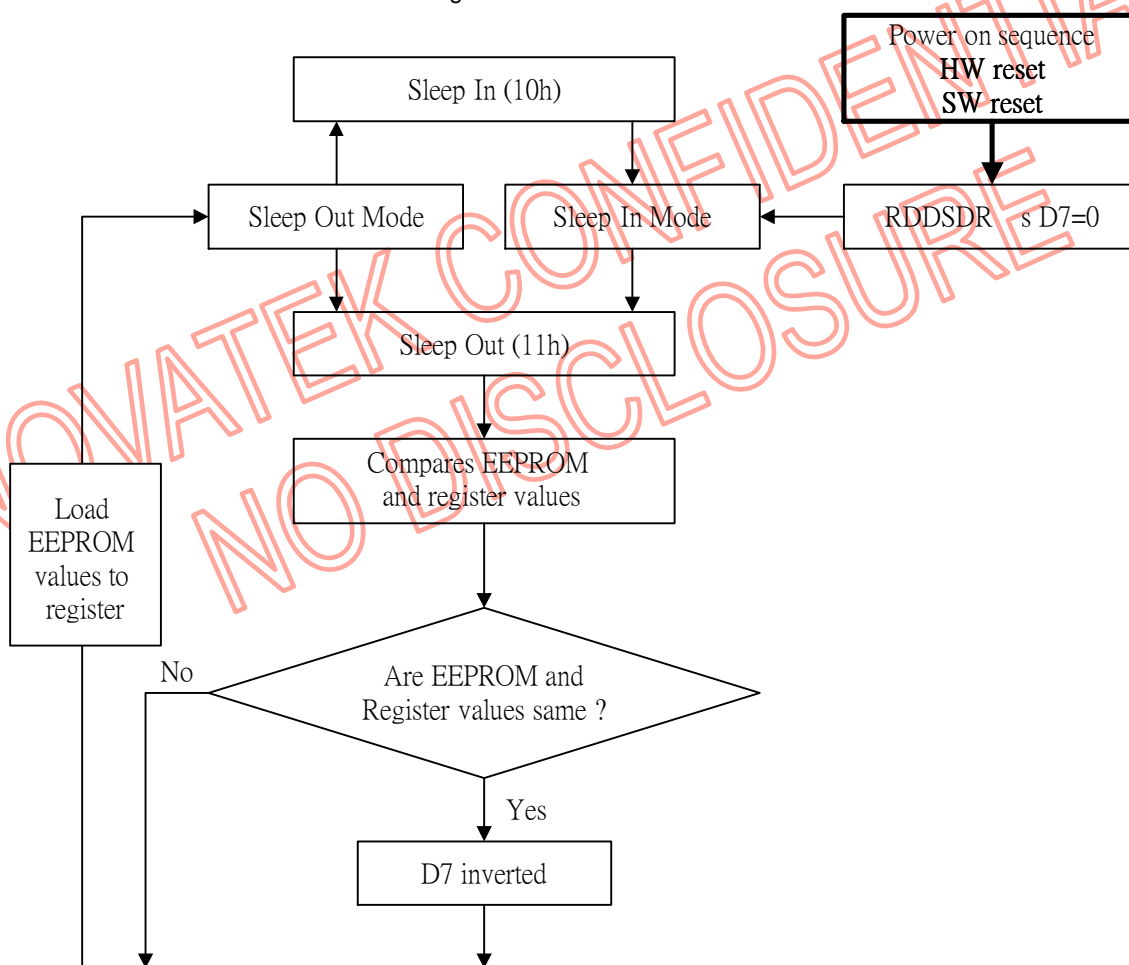 Power on sequence
HW reset
SW reset
Sleep In (10h)
Sleep Out Mode
Sleep In Mode
RDDSDR s D7=0
Sleep Out (11h)
Compares EEPROM
and register values
Load
EEPROM
values to
register
No
Are EEPROM and
Register values same ?
Yes
D7 inverted
NOVATEK CONFIDENTIA
NO DISCLOSURE